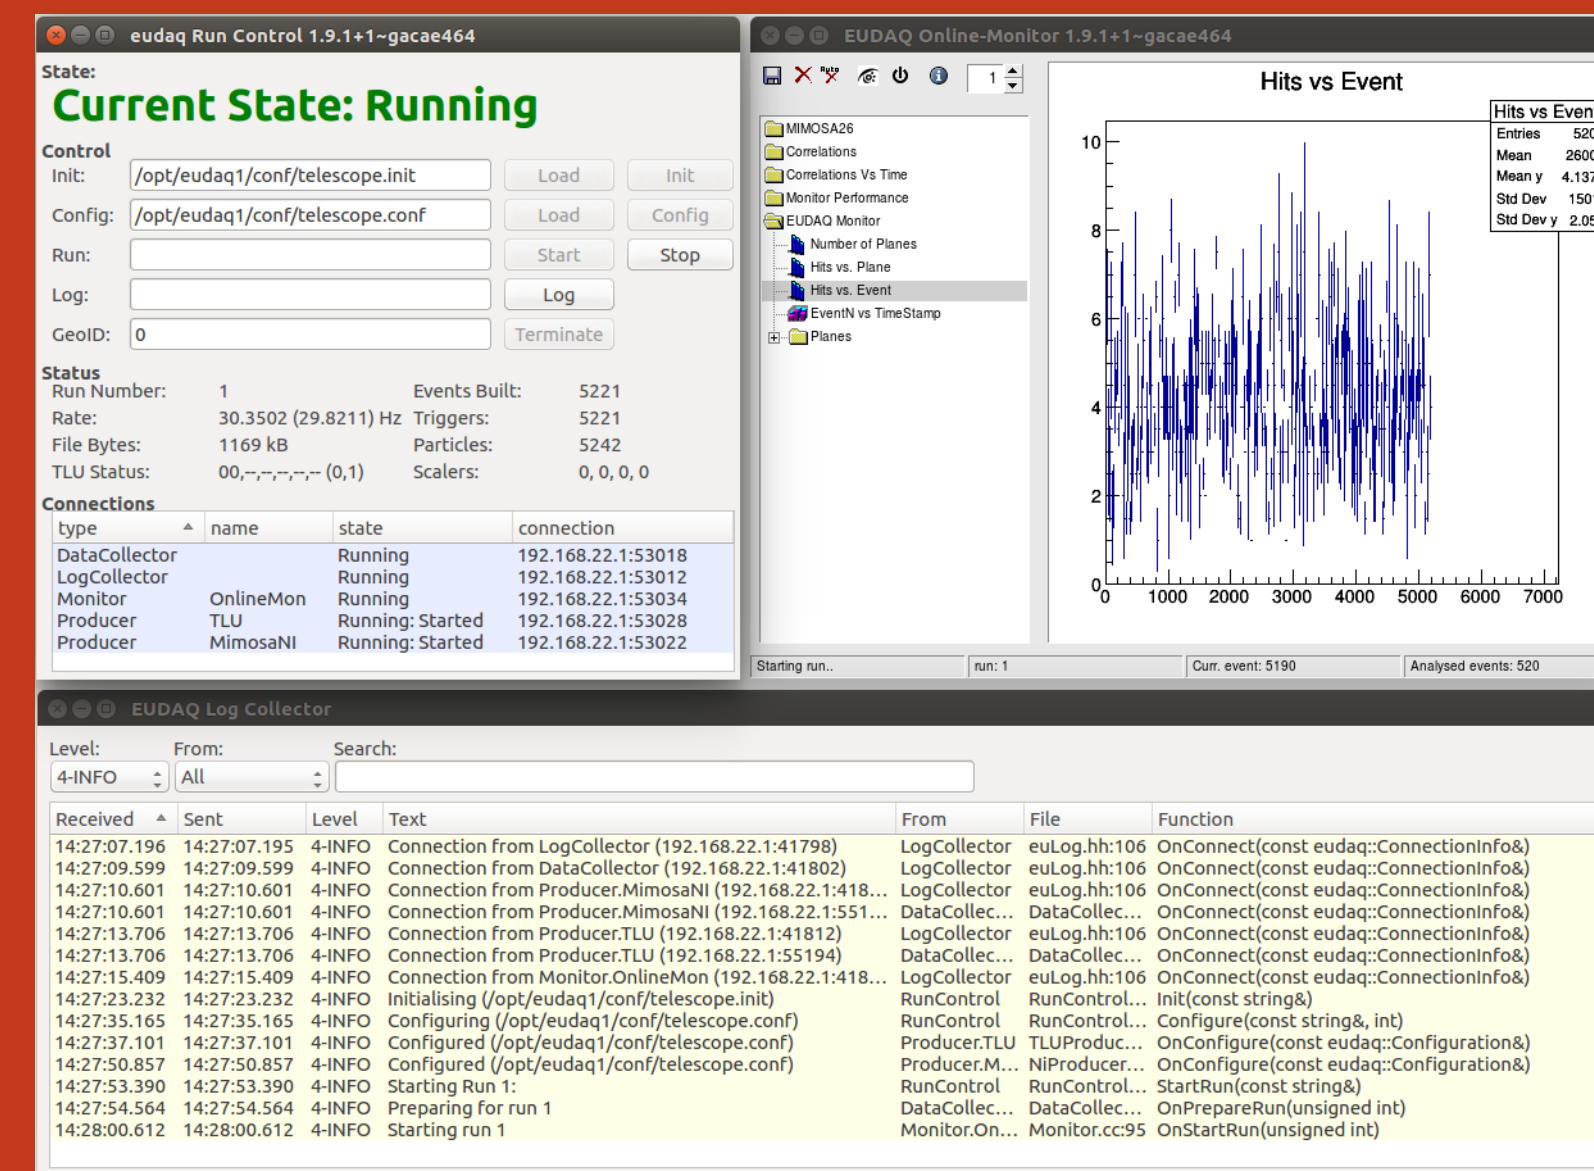 eudaq Run Control 1.9.1+1~gacae464
State:
Current State: Running
Control
Init: /opt/eudaq1/conf/telescope.init Load Init
Config: /opt/eudaq1/conf/telescope.conf Load Config
Run: Start Stop
Log: Log
GeoID: 0 Terminate
Status
Run Number: 1 Events Built: 5221
Rate: 30.3502 (29.8211) Hz Triggers: 5221
File Bytes: 1169 kB Particles: 5242
TLU Status: 00,--,--,--,--,-- (0,1) Scalers: 0, 0, 0, 0
Connections
type name state connection
DataCollector Running 192.168.22.1:53018
LogCollector Running 192.168.22.1:53012
Monitor OnlineMon Running 192.168.22.1:53034
Producer TLU Running: Started 192.168.22.1:53028
Producer MimosaNI Running: Started 192.168.22.1:53022
EUDAQ Online-Monitor 1.9.1+1~gacae464
Auto 1
MIMOSA26
Correlations
Correlations Vs Time
Monitor Performance
EUDAQ Monitor
Number of Planes
Hits vs. Plane
Hits vs. Event
EventN vs TimeStamp
Planes
Hits vs Event
Hits vs Event
Entries 520
Mean 2600
Mean y 4.137
Std Dev 1501
Std Dev y 2.05
10
8
6
4
2
0
0 1000 2000 3000 4000 5000 6000 7000
Starting run.. run: 1 Curr. event: 5190 Analysed events: 520
EUDAQ Log Collector
Level: From: Search:
4-INFO All
Received Sent Level Text From File Function
14:27:07.196 14:27:07.195 4-INFO Connection from LogCollector (192.168.22.1:41798) LogCollector euLog.hh:106 OnConnect(const eudaq::ConnectionInfo&)
14:27:09.599 14:27:09.599 4-INFO Connection from DataCollector (192.168.22.1:41802) LogCollector euLog.hh:106 OnConnect(const eudaq::ConnectionInfo&)
14:27:10.601 14:27:10.601 4-INFO Connection from Producer.MimosaNI (192.168.22.1:418... LogCollector euLog.hh:106 OnConnect(const eudaq::ConnectionInfo&)
14:27:10.601 14:27:10.601 4-INFO Connection from Producer.MimosaNI (192.168.22.1:551... DataCollec... DataCollec... OnConnect(const eudaq::ConnectionInfo&)
14:27:13.706 14:27:13.706 4-INFO Connection from Producer.TLU (192.168.22.1:41812) LogCollector euLog.hh:106 OnConnect(const eudaq::ConnectionInfo&)
14:27:13.706 14:27:13.706 4-INFO Connection from Producer.TLU (192.168.22.1:55194) DataCollec... DataCollec... OnConnect(const eudaq::ConnectionInfo&)
14:27:15.409 14:27:15.409 4-INFO Connection from Monitor.OnlineMon (192.168.22.1:418... LogCollector euLog.hh:106 OnConnect(const eudaq::ConnectionInfo&)
14:27:23.232 14:27:23.232 4-INFO Initialising (/opt/eudaq1/conf/telescope.init) RunControl RunControl... Init(const string&)
14:27:35.165 14:27:35.165 4-INFO Configuring (/opt/eudaq1/conf/telescope.conf) RunControl RunControl... Configure(const string&, int)
14:27:37.101 14:27:37.101 4-INFO Configured (/opt/eudaq1/conf/telescope.conf) Producer.TLU TLUProduc... OnConfigure(const eudaq::Configuration&)
14:27:50.857 14:27:50.857 4-INFO Configured (/opt/eudaq1/conf/telescope.conf) Producer.M... NiProducer... OnConfigure(const eudaq::Configuration&)
14:27:53.390 14:27:53.390 4-INFO Starting Run 1: RunControl RunControl... StartRun(const string&)
14:27:54.564 14:27:54.564 4-INFO Preparing for run 1 DataCollec... DataCollec... OnPrepareRun(unsigned int)
14:28:00.612 14:28:00.612 4-INFO Starting run 1 Monitor.On... Monitor.cc:95 OnStartRun(unsigned int)